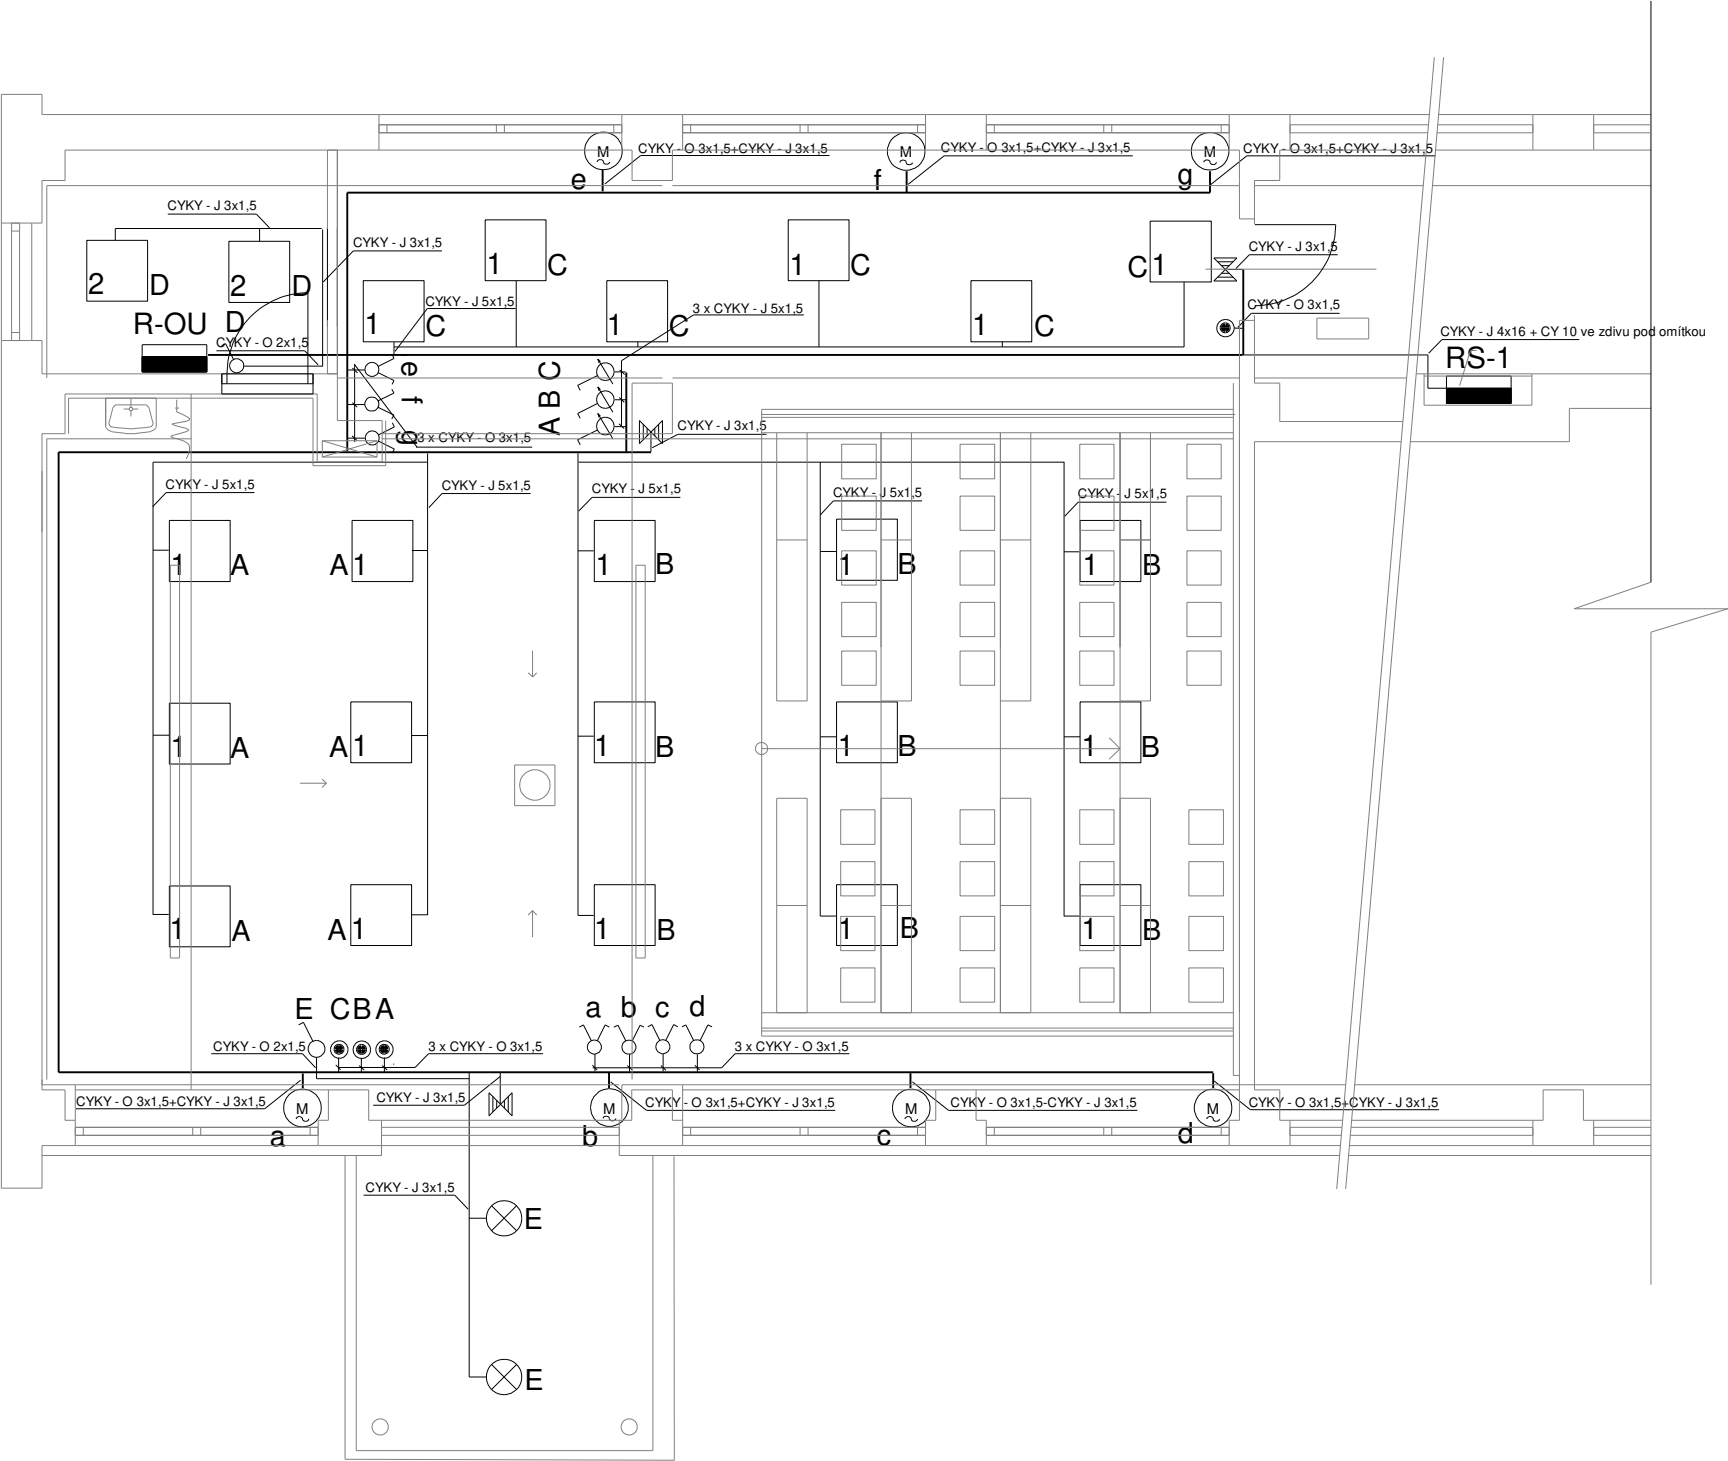 M M M
CYKY - O 3x1,5+CYKY - J 3x1,5
CYKY - O 3x1,5+CYKY - J 3x1,5
CYKY - O 3x1,5+CYKY - J 3x1,5
e f g
CYKY - J 3x1,5
CYKY - J 3x1,5
CYKY - J 3x1,5
1 C
1 C
C 1
2 D
2 D
CYKY - J 5x1,5
3 x CYKY - J 5x1,5
CYKY - O 3x1,5
R-OU
D
1 C
1 C
1 C
CYKY - J 4x16 + CY 10 ve zdivu pod omítkou
CYKY - O 2x1,5
RS-1
e
f
g
A B C
3 x CYKY - O 3x1,5
CYKY - J 3x1,5
CYKY - J 5x1,5
CYKY - J 5x1,5
CYKY - J 5x1,5
CYKY - J 5x1,5
CYKY - J 5x1,5
1 A
A 1
1 B
1 B
1 B
1 A
A 1
1 B
1 B
1 B
1 A
A 1
1 B
1 B
1 B
E C B A
a b c d
CYKY - O 2x1,5
3 x CYKY - O 3x1,5
3 x CYKY - O 3x1,5
CYKY - O 3x1,5+CYKY - J 3x1,5
CYKY - J 3x1,5
CYKY - O 3x1,5+CYKY - J 3x1,5
CYKY - O 3x1,5-CYKY - J 3x1,5
CYKY - O 3x1,5+CYKY - J 3x1,5
M M M M
a b c d
CYKY - J 3x1,5
E
E